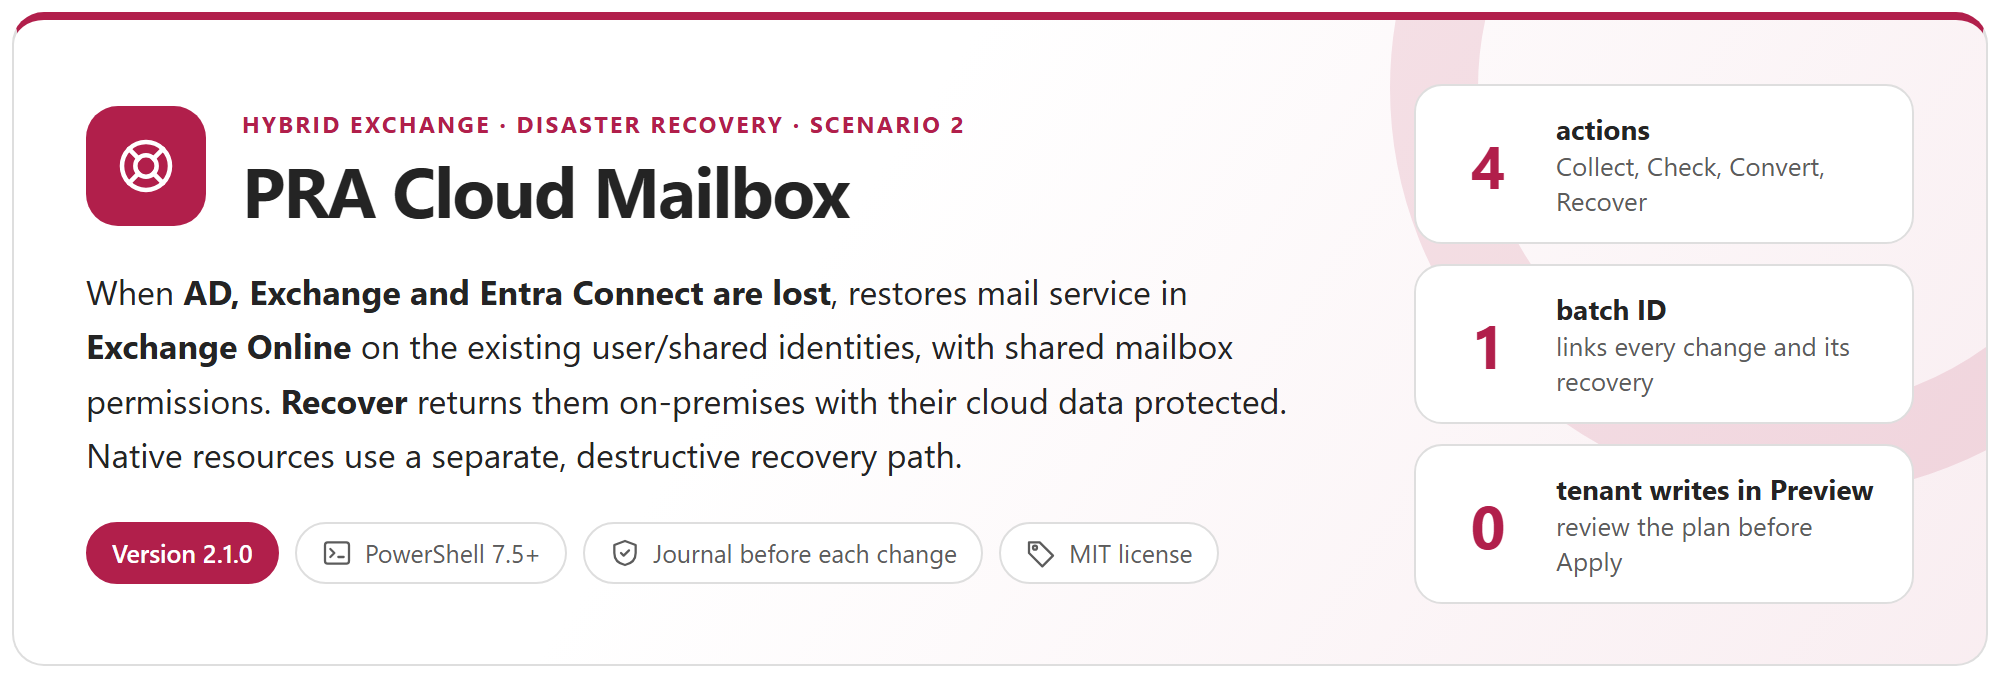 HYBRID EXCHANGE · DISASTER RECOVERY · SCENARIO 2
PRA Cloud Mailbox
When AD, Exchange and Entra Connect are lost, restores mail service in
Exchange Online on the existing user/shared identities, with shared mailbox
permissions. Recover returns them on-premises with their cloud data protected.
Native resources use a separate, destructive recovery path.
Version 2.1.0
PowerShell 7.5+
Journal before each change
MIT license
4
actions
Collect, Check, Convert,
Recover
1
batch ID
links every change and its
recovery
0
tenant writes in Preview
review the plan before
Apply